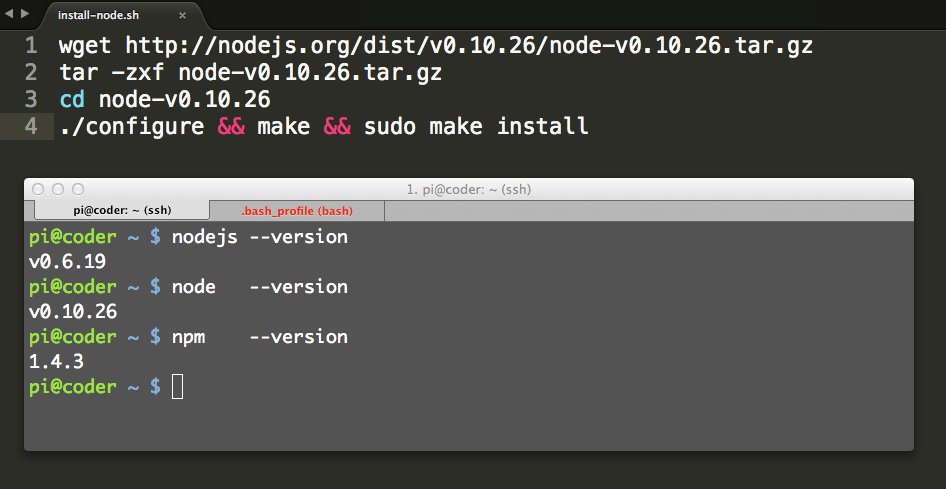 install-node.sh ×
1 wget http://nodejs.org/dist/v0.10.26/node-v0.10.26.tar.gz
2 tar -zxf node-v0.10.26.tar.gz
3 cd node-v0.10.26
4 ./configure && make && sudo make install
1. pi@coder: ~ (ssh)
pi@coder: ~ (ssh) .bash_profile (bash)
pi@coder ~ $ nodejs --version
v0.6.19
pi@coder ~ $ node   --version
v0.10.26
pi@coder ~ $ npm    --version
1.4.3
pi@coder ~ $